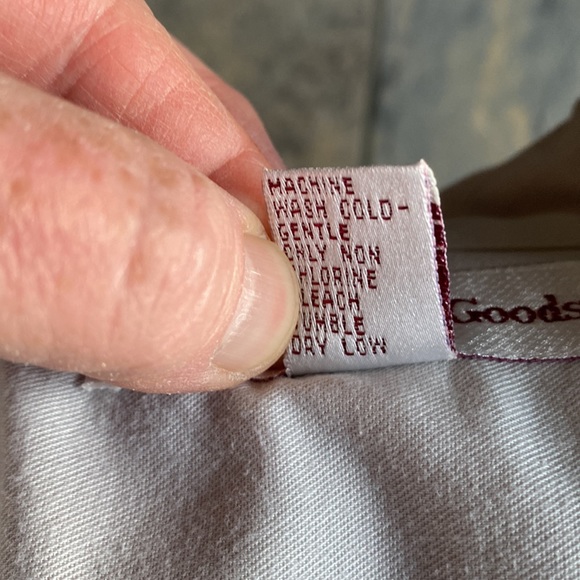 MACHINE
WASH COLD-
GENTLE
ONLY NON
CHLORINE
BLEACH
TUMBLE
DRY LOW
Goods